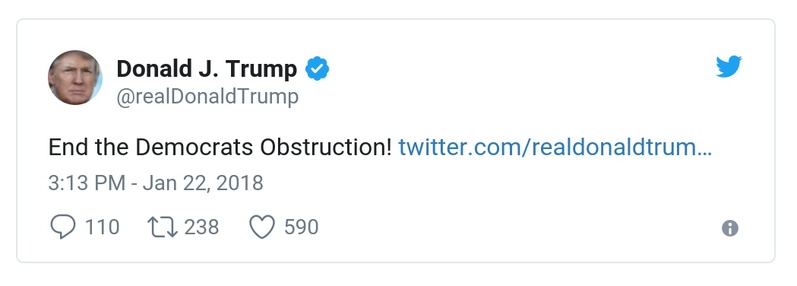 Donald J. Trump
@realDonaldTrump
End the Democrats Obstruction! twitter.com/realdonaldtrum…
3:13 PM - Jan 22, 2018
110 238 590